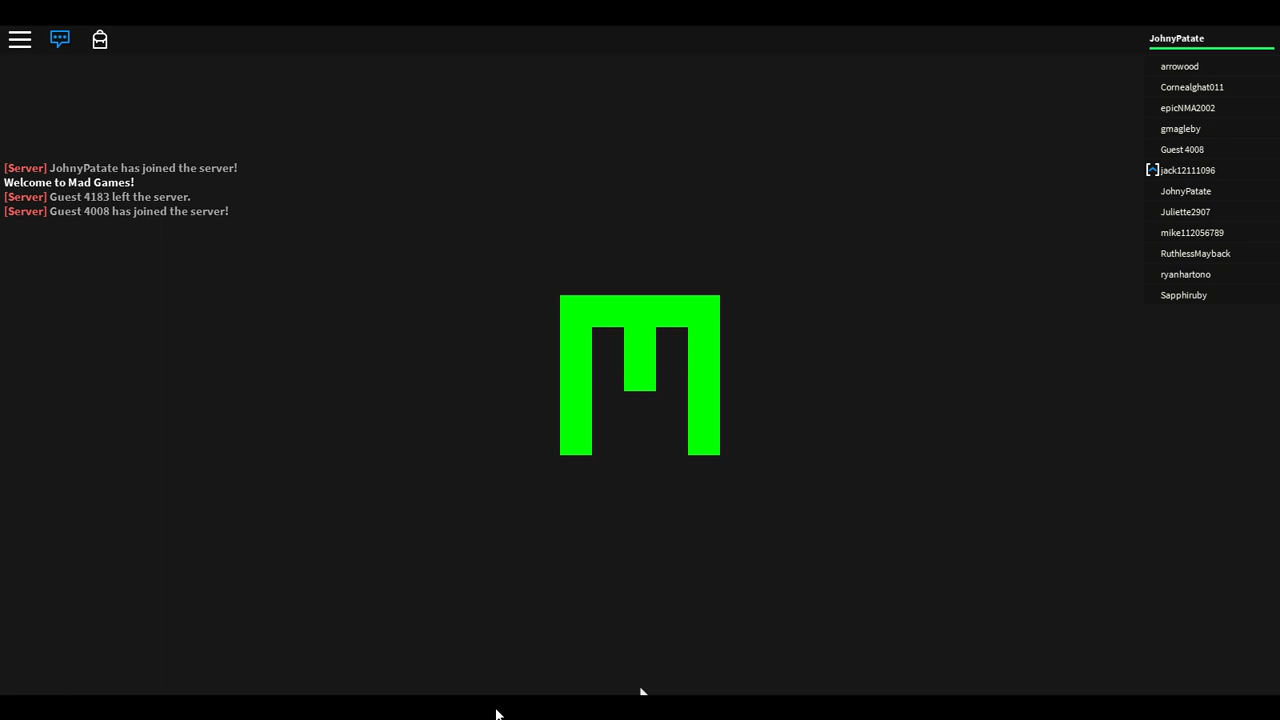 JohnyPatate
arrowood
Cornealghat011
epicNMA2002
gmagleby
Guest 4008
jack12111096
JohnyPatate
Juliette2907
mike112056789
RuthlessMayback
ryanhartono
Sapphiruby
[Server] JohnyPatate has joined the server!
Welcome to Mad Games!
[Server] Guest 4183 left the server.
[Server] Guest 4008 has joined the server!
M